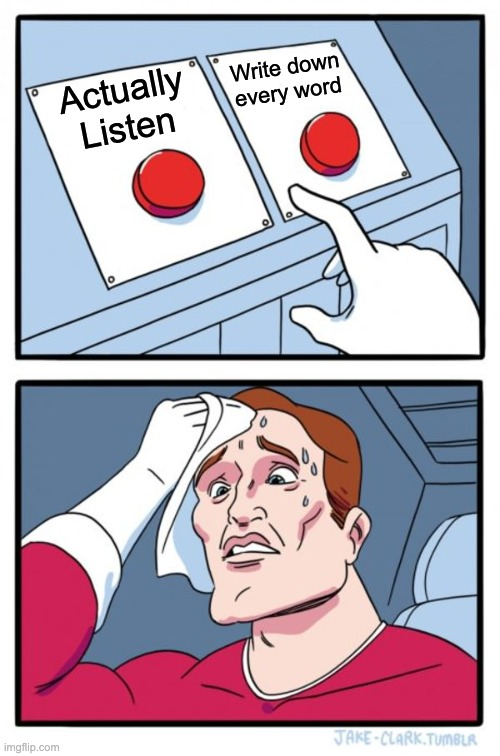 Actually
Listen
Write down
every word
JAKE-CLARK.TUMBLR
imgflip.com